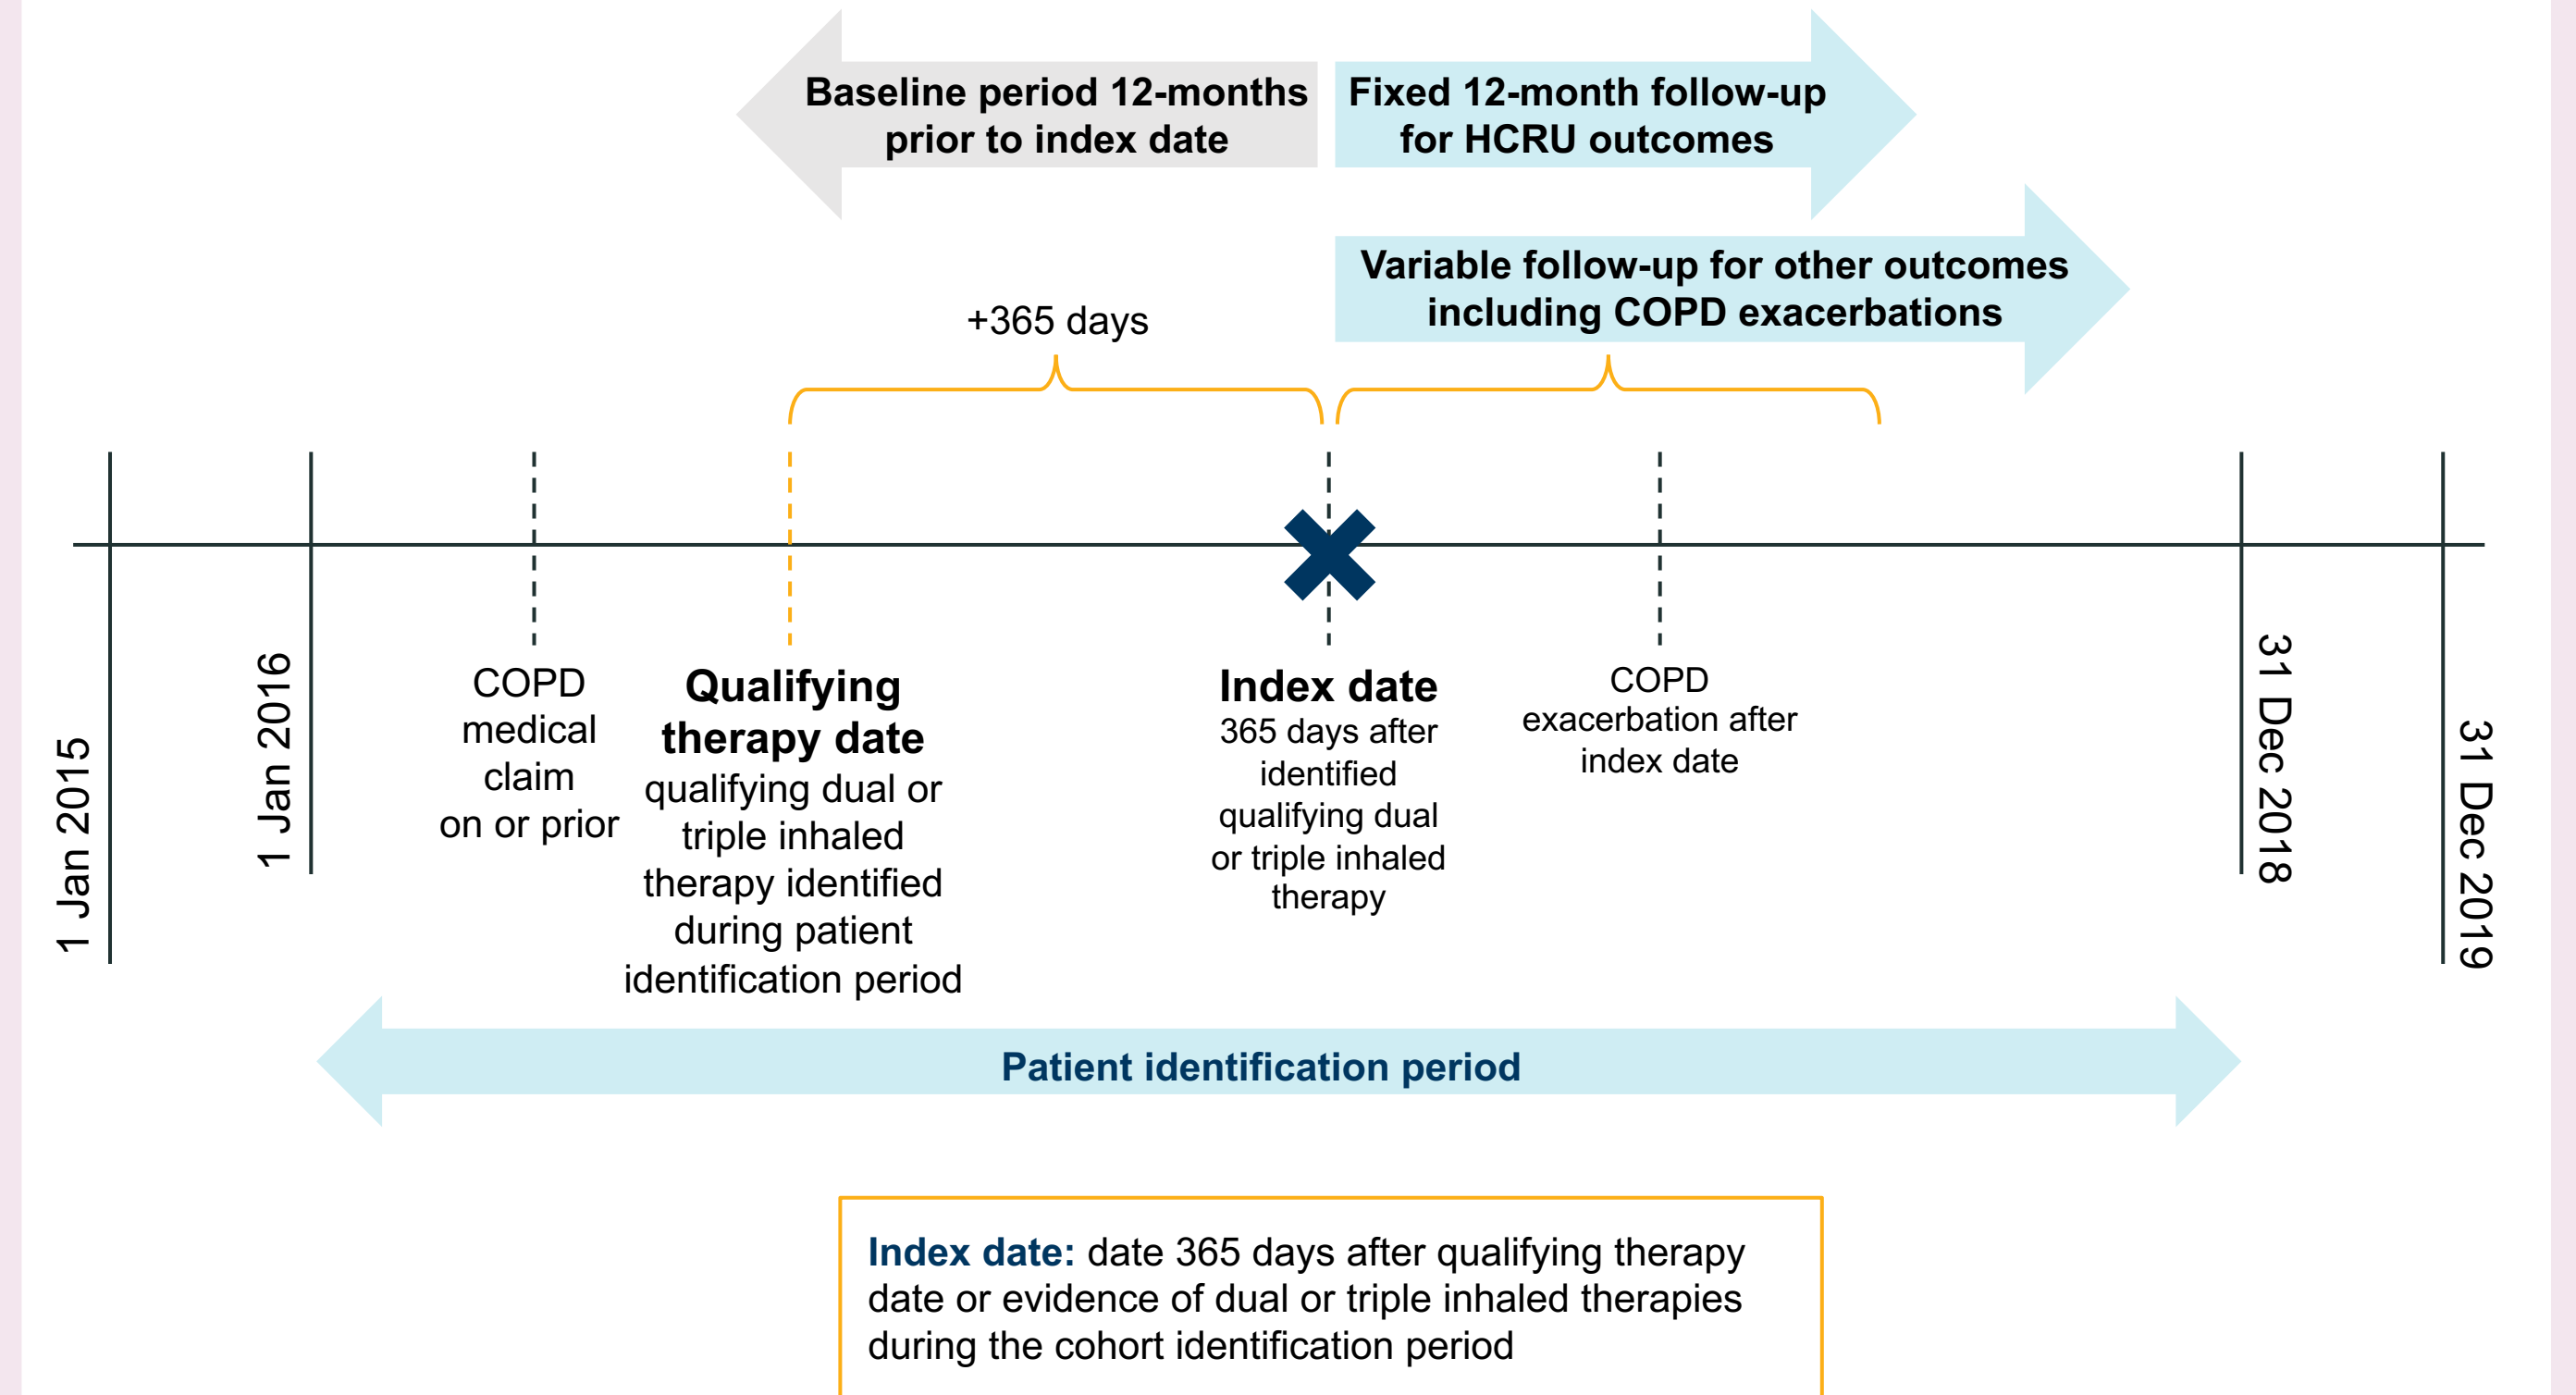 Baseline period 12-months
prior to index date
Fixed 12-month follow-up
for HCRU outcomes
Variable follow-up for other outcomes
including COPD exacerbations
+365 days
1 Jan 2015
1 Jan 2016
COPD
medical
claim
on or prior
Qualifying
therapy date
qualifying dual or
triple inhaled
therapy identified
during patient
identification period
Index date
365 days after
identified
qualifying dual
or triple inhaled
therapy
COPD
exacerbation after
index date
31 Dec 2018
31 Dec 2019
Patient identification period
Index date: date 365 days after qualifying therapy
date or evidence of dual or triple inhaled therapies
during the cohort identification period